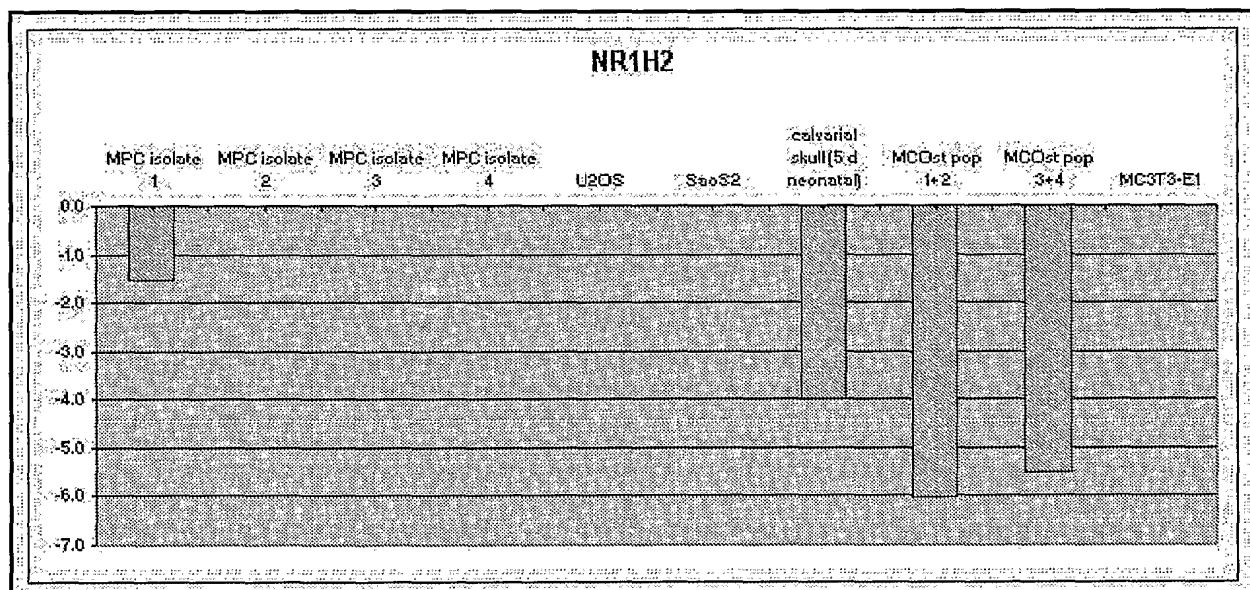 NR1H2
MPC isolate
1
MPC isolate
2
MPC isolate
3
MPC isolate
4
U2OS
SaoS2
calvarial
skull(5 d
neonatal)
MCOst pop
1+2
MCOst pop
3+4
MC3T3-E1
0.0
-1.0
-2.0
-3.0
-4.0
-5.0
-6.0
-7.0